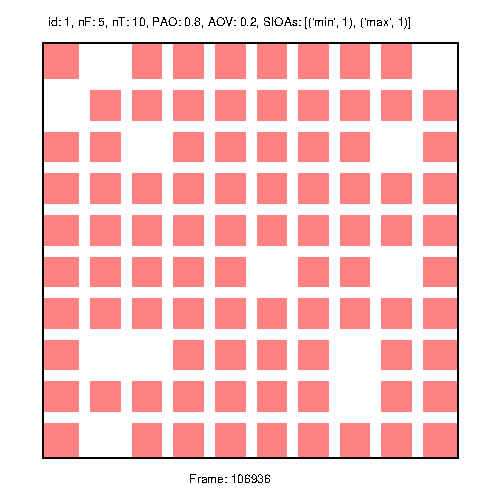 id: 1, nF: 5, nT: 10, PAO: 0.8, AOV: 0.2, SIOAs: [('min', 1), ('max', 1)]
Frame: 106936